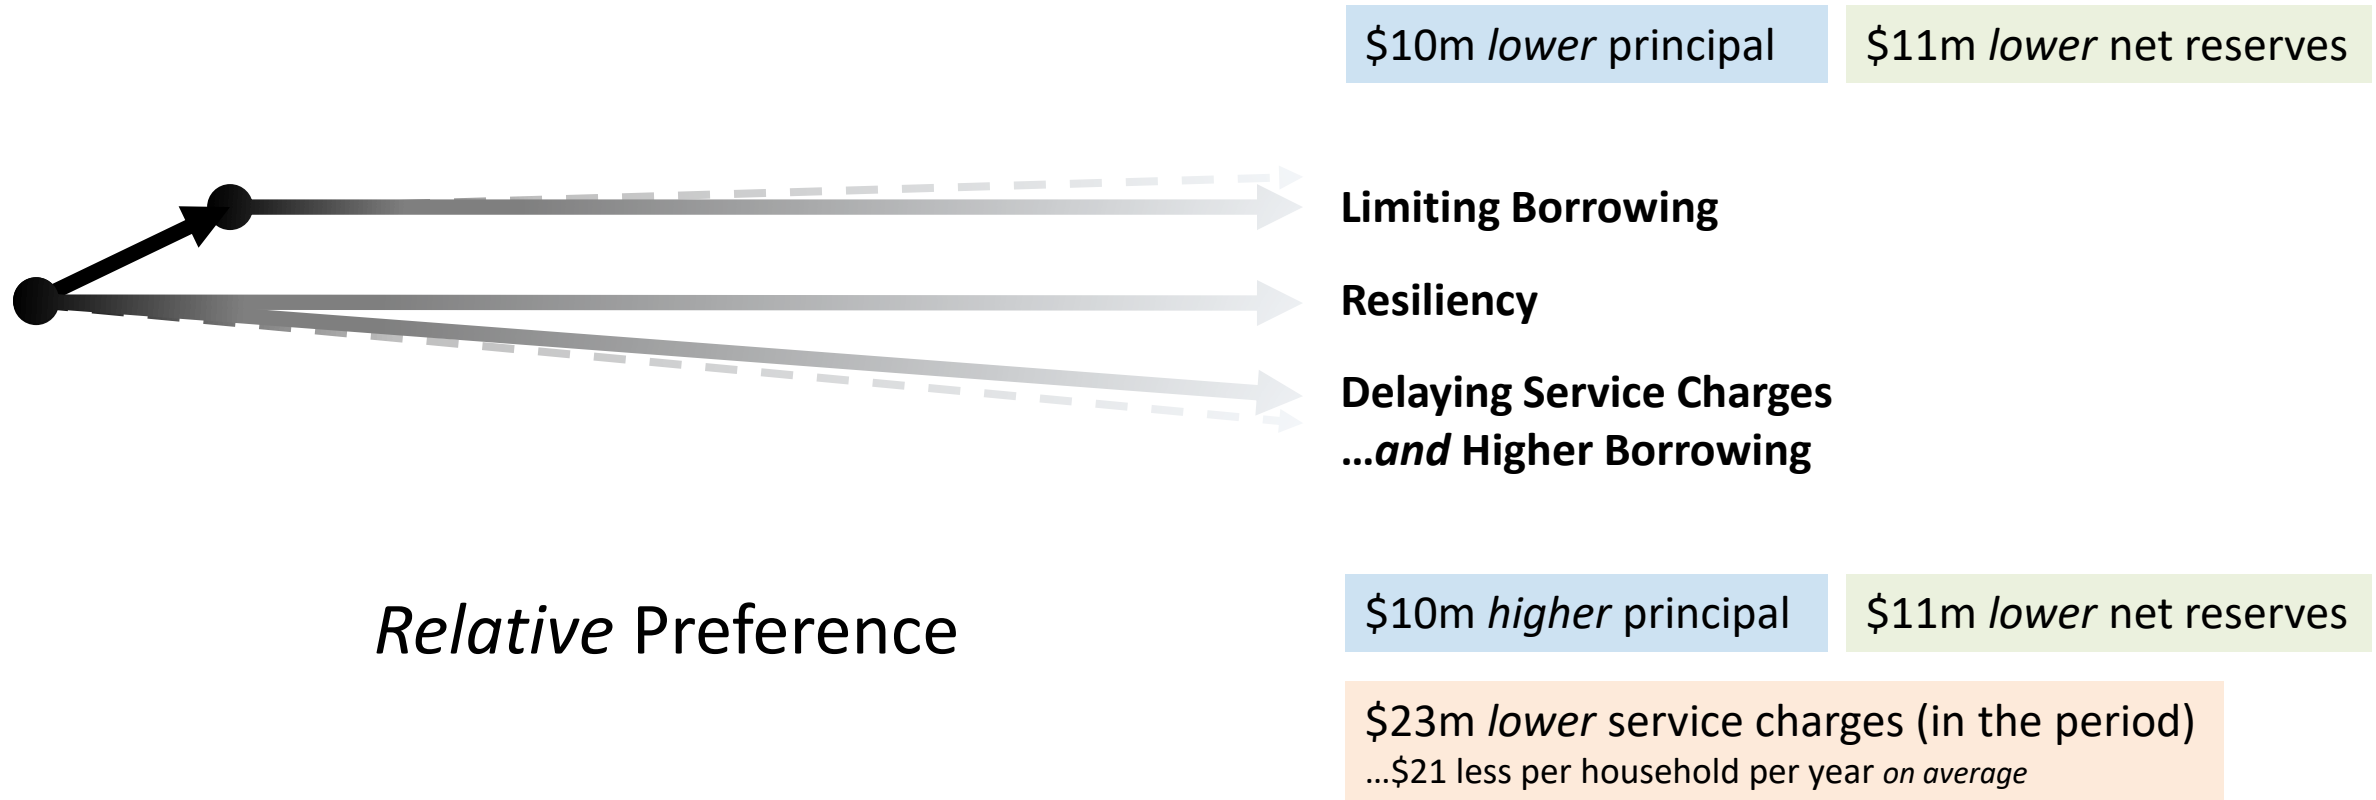 $10m lower principal
$11m lower net reserves
Limiting Borrowing
Resiliency
Delaying Service Charges
...and Higher Borrowing
Relative Preference
$10m higher principal
$11m lower net reserves
$23m lower service charges (in the period)
...$21 less per household per year on average